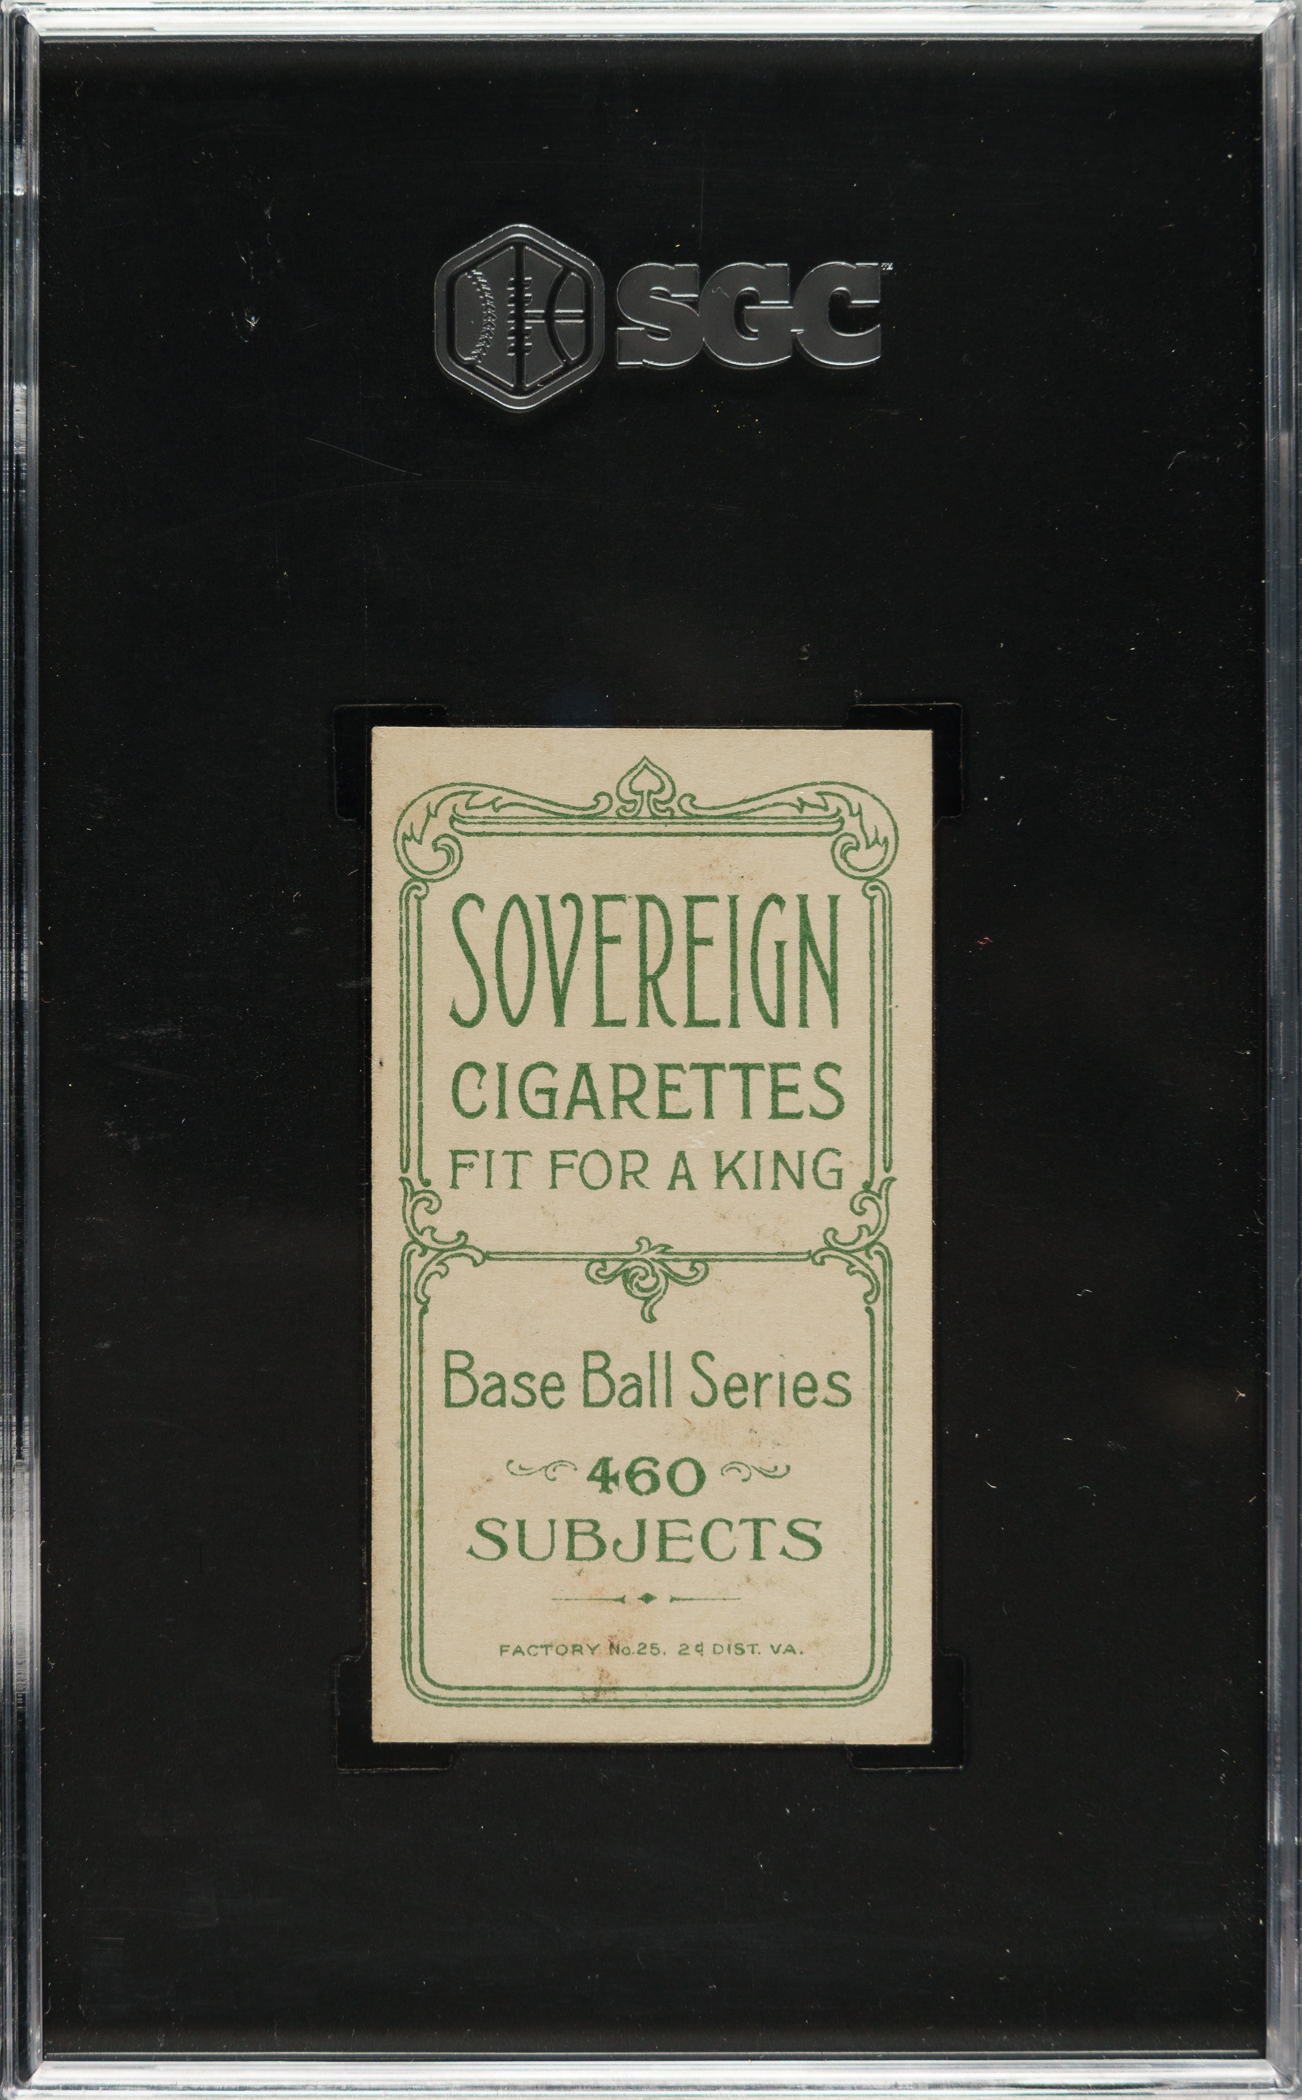 SGC
SOVEREIGN
CIGARETTES
FIT FOR A KING
Base Ball Series
460
SUBJECTS
FACTORY No. 25. 2d DIST. VA.